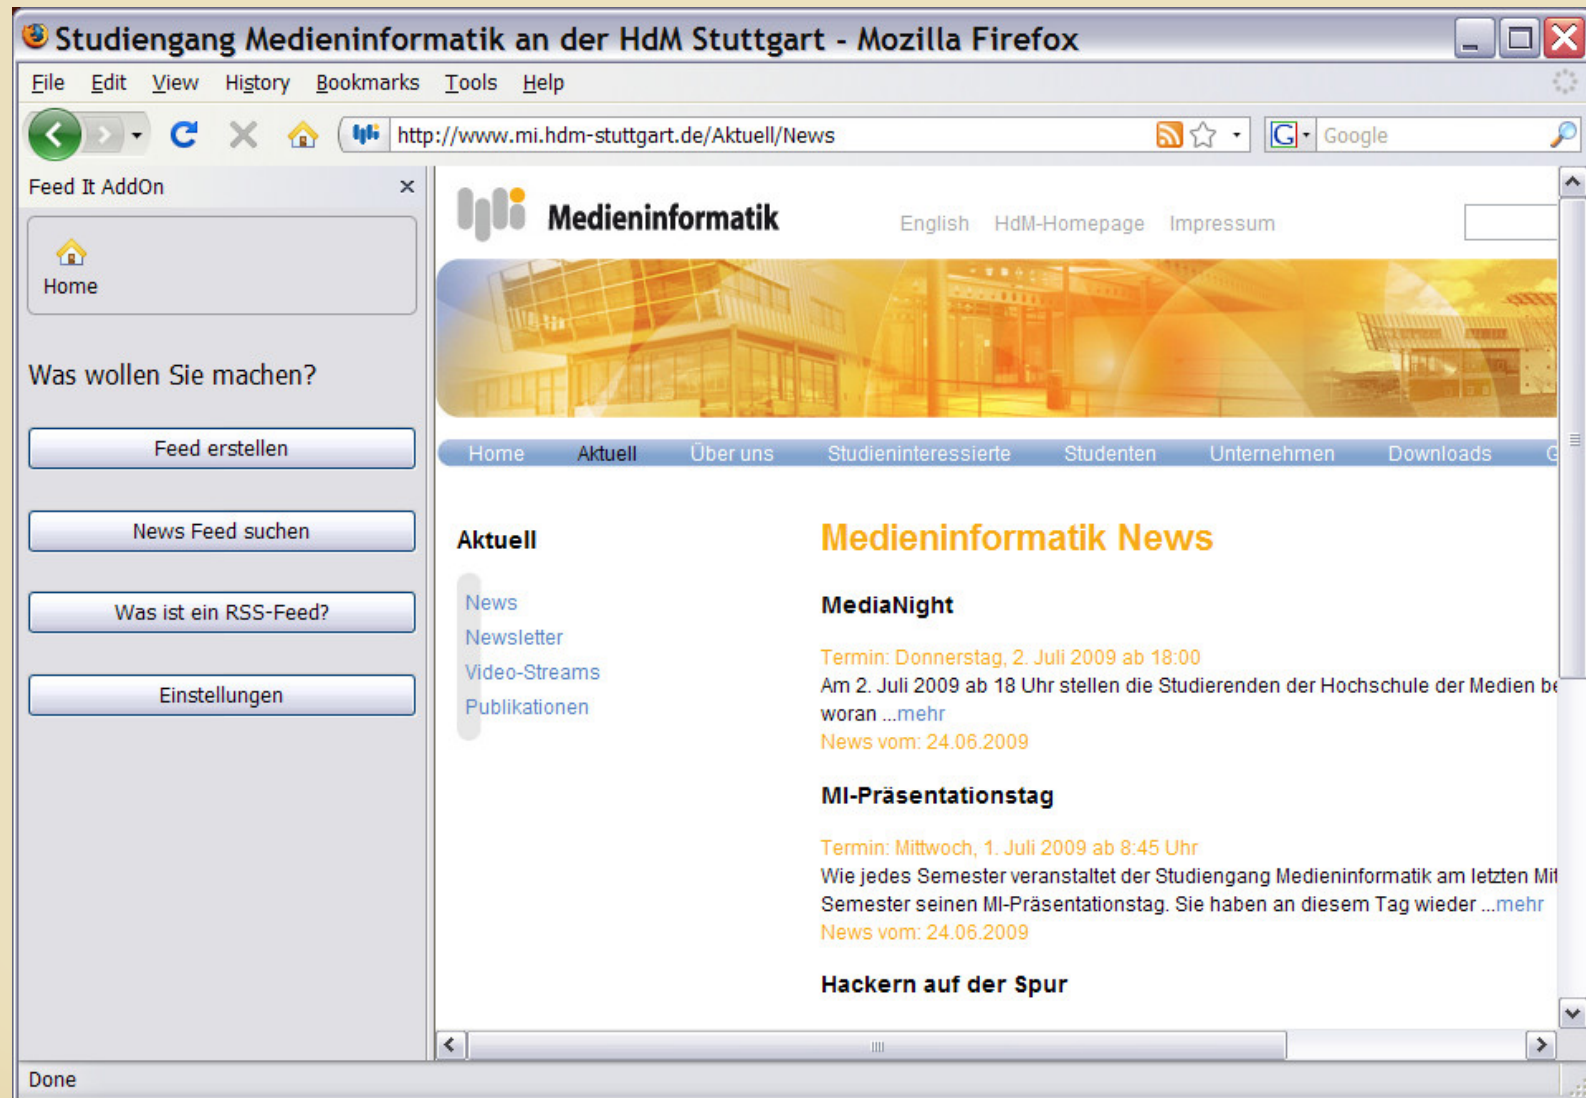 Studiengang Medieninformatik an der HdM Stuttgart - Mozilla Firefox
File Edit View History Bookmarks Tools Help
http://www.mi.hdm-stuttgart.de/Aktuell/News
G Google
Feed It AddOn
Home
Was wollen Sie machen?
Feed erstellen
News Feed suchen
Was ist ein RSS-Feed?
Einstellungen
Medieninformatik
English HdM-Homepage Impressum
Home Aktuell Über uns Studieninteressierte Studenten Unternehmen Downloads G
Aktuell
News
Newsletter
Video-Streams
Publikationen
Medieninformatik News
MediaNight
Termin: Donnerstag, 2. Juli 2009 ab 18:00
Am 2. Juli 2009 ab 18 Uhr stellen die Studierenden der Hochschule der Medien be
woran ...mehr
News vom: 24.06.2009
MI-Präsentationstag
Termin: Mittwoch, 1. Juli 2009 ab 8:45 Uhr
Wie jedes Semester veranstaltet der Studiengang Medieninformatik am letzten Mit
Semester seinen MI-Präsentationstag. Sie haben an diesem Tag wieder ...mehr
News vom: 24.06.2009
Hackern auf der Spur
Done